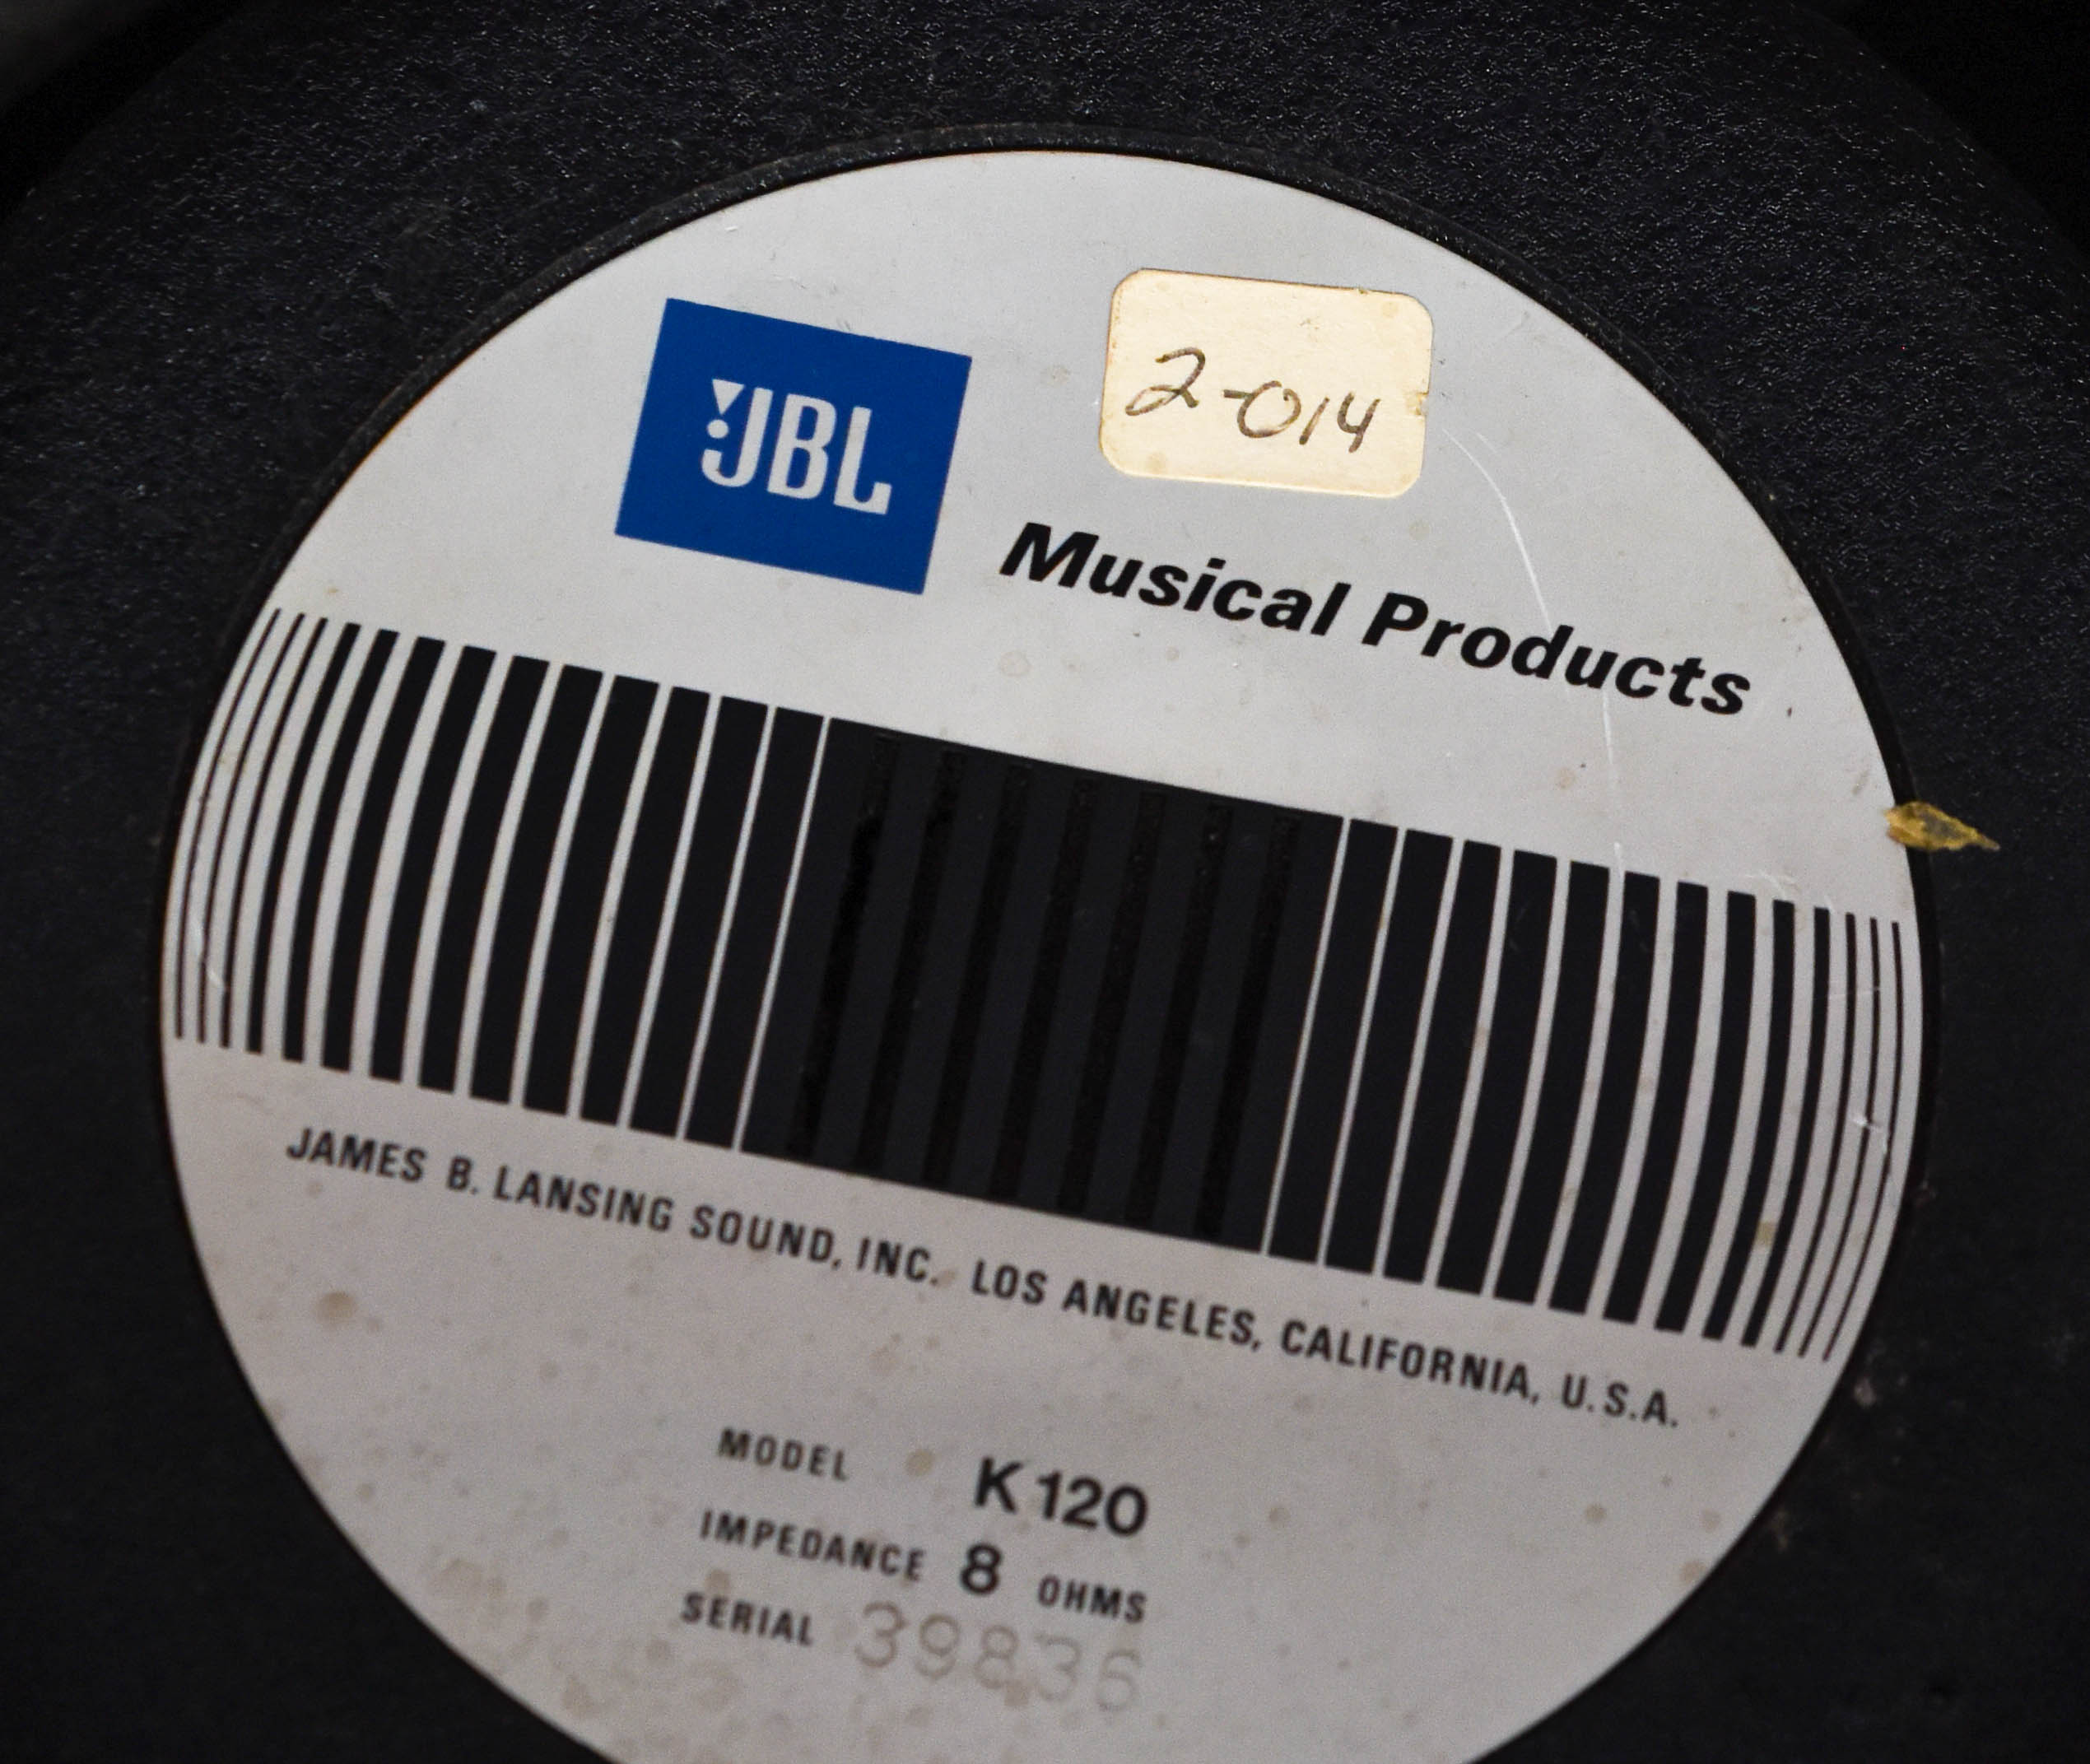 2-014
JBL
Musical Products
JAMES B. LANSING SOUND, INC. LOS ANGELES, CALIFORNIA, U.S.A.
MODEL K120
IMPEDANCE 8 OHMS
SERIAL 39836